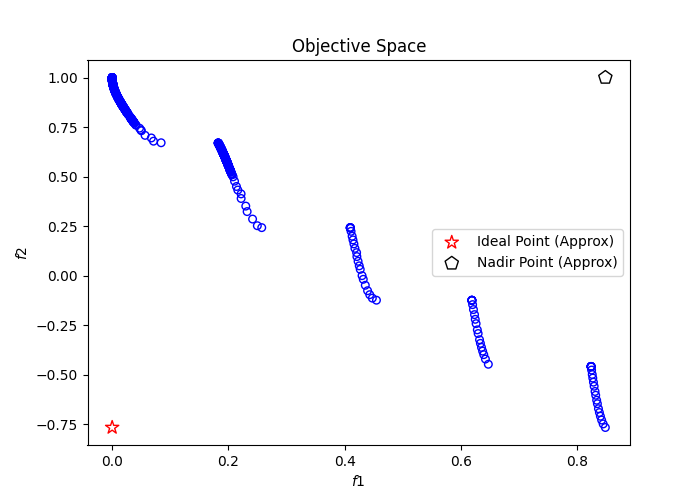 Objective Space
1.00
0.75
0.50
0.25
0.00
−0.25
−0.50
−0.75
f2
Ideal Point (Approx)
Nadir Point (Approx)
0.0 0.2 0.4 0.6 0.8
f1